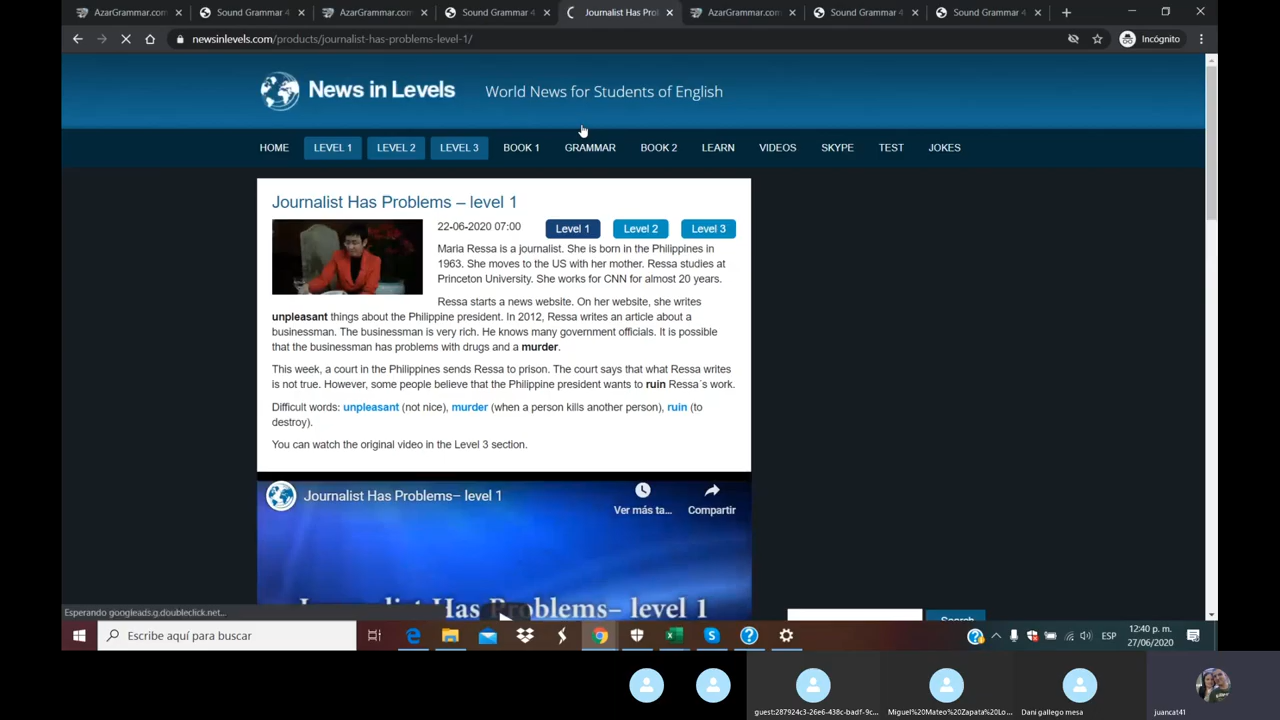 AzarGrammar.com
Sound Grammar 4
AzarGrammar.com
Sound Grammar 4
Journalist Has Pro
AzarGrammar.com
Sound Grammar 4
Sound Grammar 4
newsinlevels.com/products/journalist-has-problems-level-1/
Incógnito
News in Levels
World News for Students of English
HOME LEVEL 1 LEVEL 2 LEVEL 3 BOOK 1 GRAMMAR BOOK 2 LEARN VIDEOS SKYPE TEST JOKES
Journalist Has Problems – level 1
22-06-2020 07:00 Level 1 Level 2 Level 3
Maria Ressa is a journalist. She is born in the Philippines in
1963. She moves to the US with her mother. Ressa studies at
Princeton University. She works for CNN for almost 20 years.
Ressa starts a news website. On her website, she writes
unpleasant things about the Philippine president. In 2012, Ressa writes an article about a
businessman. The businessman is very rich. He knows many government officials. It is possible
that the businessman has problems with drugs and a murder.
This week, a court in the Philippines sends Ressa to prison. The court says that what Ressa writes
is not true. However, some people believe that the Philippine president wants to ruin Ressa´s work.
Difficult words: unpleasant (not nice), murder (when a person kills another person), ruin (to
destroy).
You can watch the original video in the Level 3 section.
Journalist Has Problems– level 1
Ver más ta... Compartir
Journalist Has Problems– level 1
Search
Esperando googleads.g.doubleclick.net...
Escribe aquí para buscar
ESP
12:40 p. m.
27/06/2020
guest:287924c3-26e6-438c-badf-9c...
Miguel%20Mateo%20Zapata%20Lo...
Dani gallego mesa
juancat41